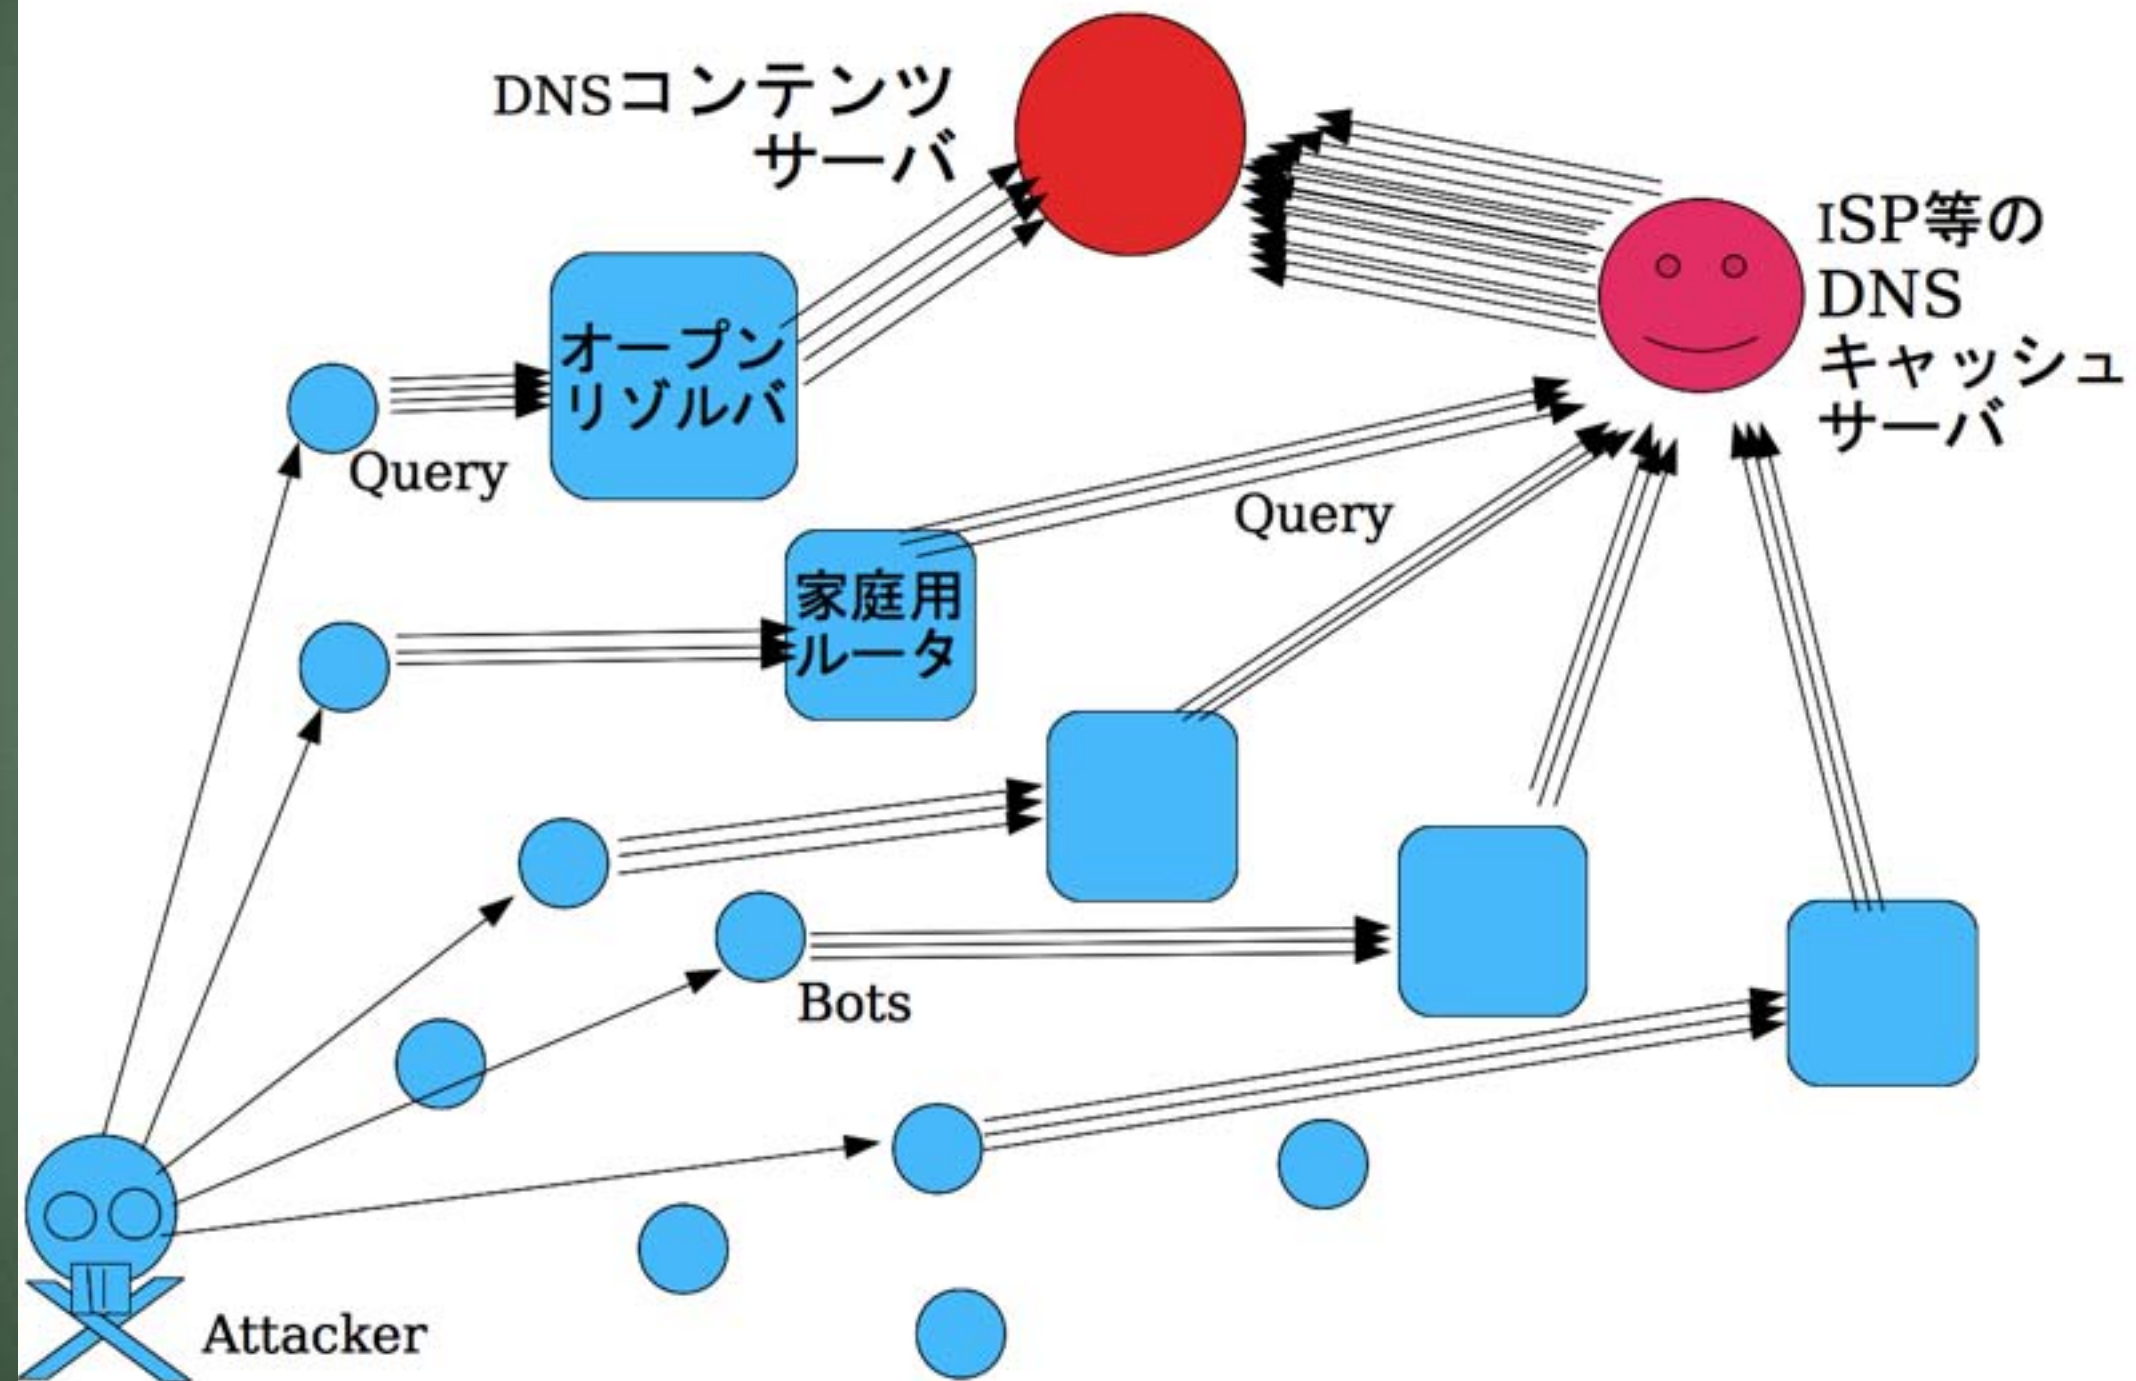 DNSコンテンツ
サーバ
ISP等の
DNS
キャッシュ
サーバ
オープン
リゾルバ
Query
Query
家庭用
ルータ
Bots
Attacker